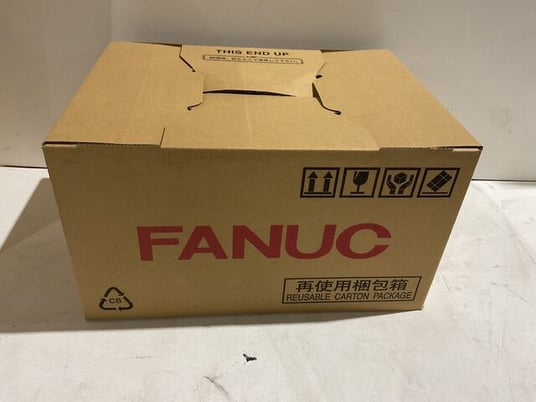 THIS END UP
FANUC
CB
再使用梱包箱
REUSABLE CARTON PACKAGE